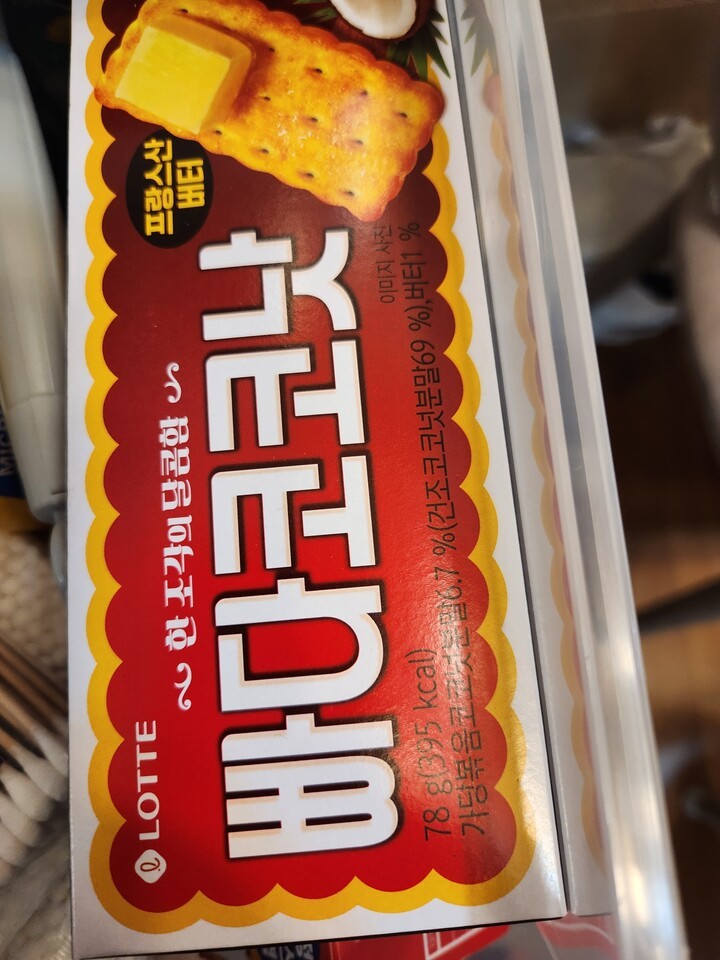 LOTTE
~ 한 조각의 달콤함 ~
빠다코코낫
프랑스산
버터
이미지 사진
78 g(395 kcal)
가당볶음코코넛분말6.7 %(건조코코넛분말69 %),버터1 %